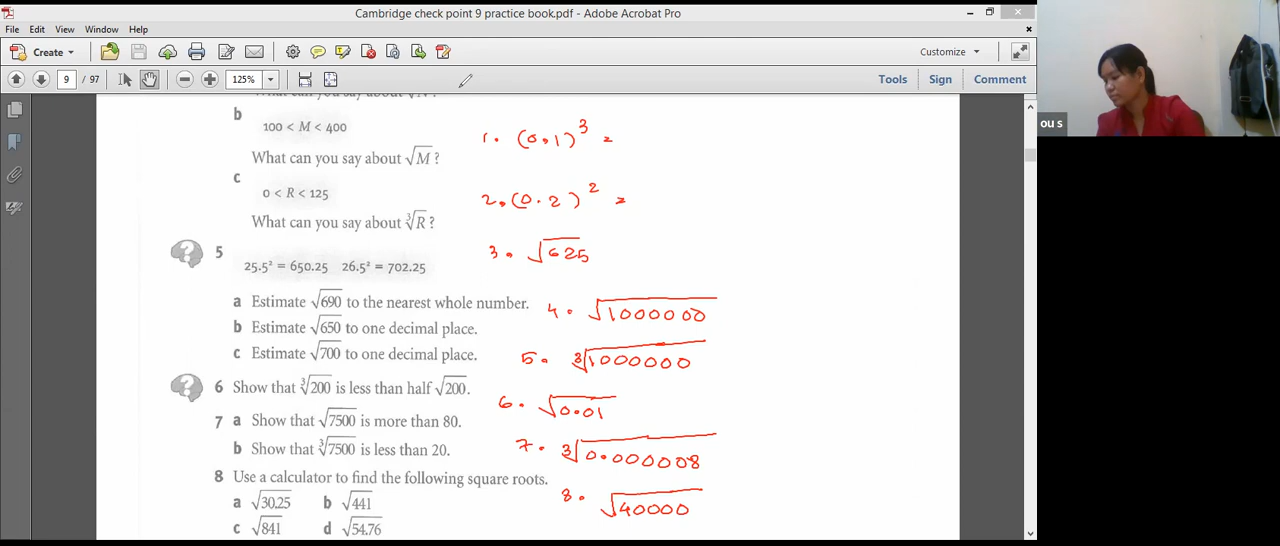 Cambridge check point 9 practice book.pdf - Adobe Acrobat Pro
File Edit View Window Help
Create
Customize
9 / 97
125%
Tools Sign Comment
b
100 < M < 400
What can you say about √M?
c
0 < R < 125
What can you say about ∛R?
5
25.5² = 650.25 26.5² = 702.25
a Estimate √690 to the nearest whole number.
b Estimate √650 to one decimal place.
c Estimate √700 to one decimal place.
6 Show that ∛200 is less than half √200.
7 a Show that √7500 is more than 80.
b Show that ∛7500 is less than 20.
8 Use a calculator to find the following square roots.
a √30.25 b √441
c √841 d √54.76
1. (0.1)³ =
2. (0.2)² =
3. √625
4. √1000000
5. ∛1000000
6. √0.01
7. ∛0.000008
8. √40000
ou s